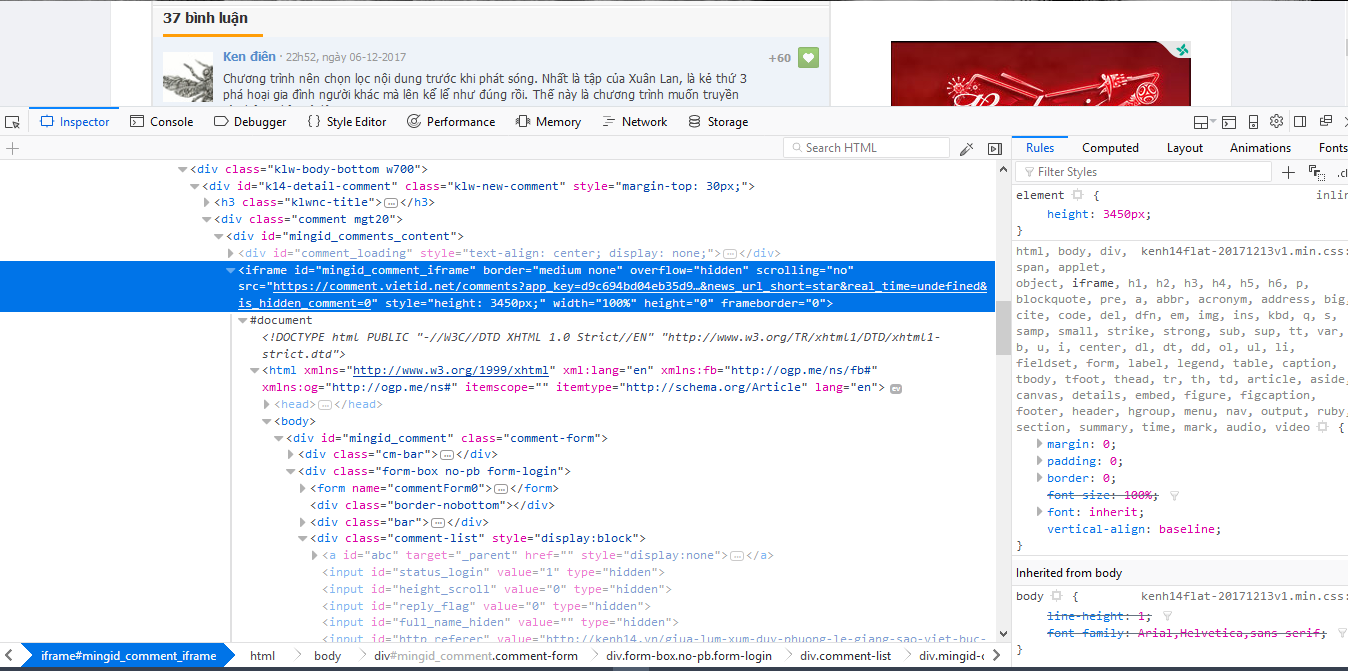 37 bình luận
Ken điên · 22h52, ngày 06-12-2017
+60
Chương trình nên chọn lọc nội dung trước khi phát sóng. Nhất là tập của Xuân Lan, là kẻ thứ 3
phá hoại gia đình người khác mà lên kể lể như đúng rồi. Thế này là chương trình muốn truyền
Inspector Console Debugger {} Style Editor Performance Memory Network Storage
Search HTML
Rules Computed Layout Animations Fonts
Filter Styles
<div class="klw-body-bottom w700">
<div id="k14-detail-comment" class="klw-new-comment" style="margin-top: 30px;">
<h3 class="klwnc-title">…</h3>
<div class="comment mgt20">
<div id="mingid_comments_content">
<div id="comment_loading" style="text-align: center; display: none;">…</div>
<iframe id="mingid_comment_iframe" border="medium none" overflow="hidden" scrolling="no"
src="https://comment.vietid.net/comments?app_key=d9c694bd04eb35d9…&news_url_short=star&real_time=undefined&
is_hidden_comment=0" style="height: 3450px;" width="100%" height="0" frameborder="0">
#document
<!DOCTYPE html PUBLIC "-//W3C//DTD XHTML 1.0 Strict//EN" "http://www.w3.org/TR/xhtml1/DTD/xhtml1-
strict.dtd">
<html xmlns="http://www.w3.org/1999/xhtml" xml:lang="en" xmlns:fb="http://ogp.me/ns/fb#"
xmlns:og="http://ogp.me/ns#" itemscope="" itemtype="http://schema.org/Article" lang="en"> ev
<head>…</head>
<body>
<div id="mingid_comment" class="comment-form">
<div class="cm-bar">…</div>
<div class="form-box no-pb form-login">
<form name="commentForm0">…</form>
<div class="border-nobottom"></div>
<div class="bar">…</div>
<div class="comment-list" style="display:block">
<a id="abc" target="_parent" href="" style="display:none">…</a>
<input id="status_login" value="1" type="hidden">
<input id="height_scroll" value="0" type="hidden">
<input id="reply_flag" value="0" type="hidden">
<input id="full_name_hiden" value="" type="hidden">
<input id="http_referer" value="http://kenh14.vn/giua-lum-xum-duy-phuong-le-giang-sao-viet-buc-
element {
height: 3450px;
}
html, body, div, kenh14flat-20171213v1.min.css:
span, applet,
object, iframe, h1, h2, h3, h4, h5, h6, p,
blockquote, pre, a, abbr, acronym, address, big,
cite, code, del, dfn, em, img, ins, kbd, q, s,
samp, small, strike, strong, sub, sup, tt, var,
b, u, i, center, dl, dt, dd, ol, ul, li,
fieldset, form, label, legend, table, caption,
tbody, tfoot, thead, tr, th, td, article, aside,
canvas, details, embed, figure, figcaption,
footer, header, hgroup, menu, nav, output, ruby,
section, summary, time, mark, audio, video {
margin: 0;
padding: 0;
border: 0;
font-size: 100%;
font: inherit;
vertical-align: baseline;
}
Inherited from body
body { kenh14flat-20171213v1.min.css:
line-height: 1;
font-family: Arial,Helvetica,sans-serif;
}
iframe#mingid_comment_iframe html body div#mingid_comment.comment-form div.form-box.no-pb.form-login div.comment-list